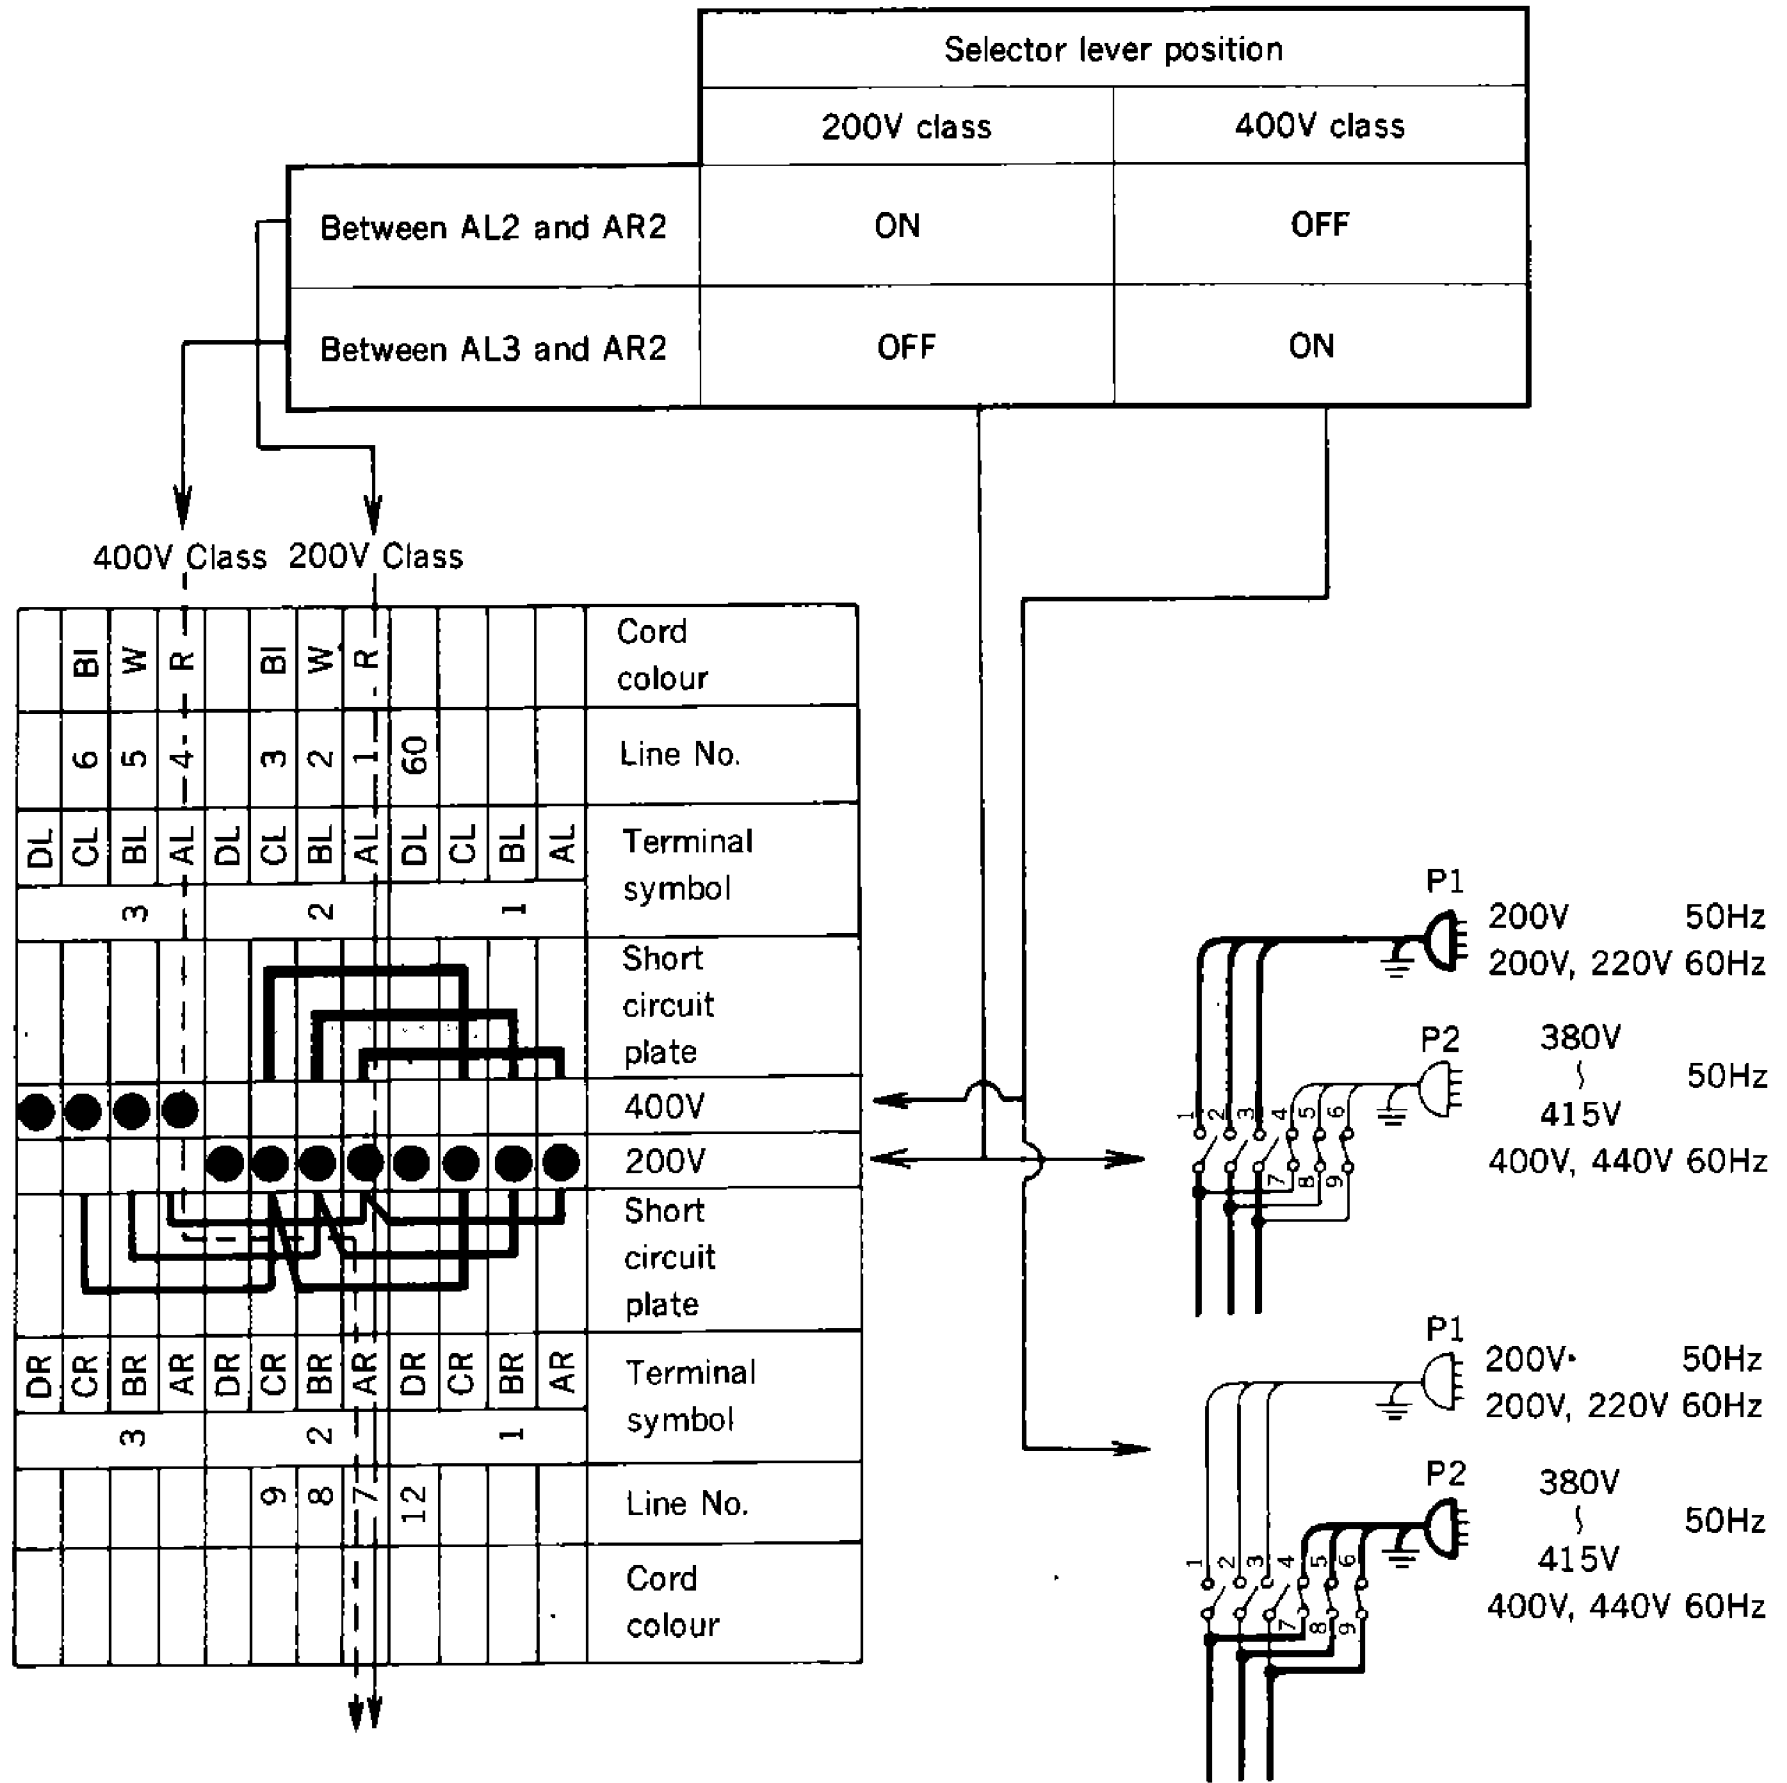 Selector lever position
200V class 400V class
Between AL2 and AR2 ON OFF
Between AL3 and AR2 OFF ON
400V Class 200V Class
BI W R BI W R Cord
colour
6 5 4 3 2 1 60 Line No.
DL CL BL AL DL CL BL AL DL CL BL AL Terminal
symbol
3 2 1
Short
circuit
plate
400V
200V
Short
circuit
plate
DR CR BR AR DR CR BR AR DR CR BR AR Terminal
symbol
3 2 1
9 8 7 12 Line No.
Cord
colour
P1
200V 50Hz
200V, 220V 60Hz
P2
380V
~
415V
50Hz
400V, 440V 60Hz
1 2 3 4 5 6
7 8 9
P1
200V 50Hz
200V, 220V 60Hz
P2
380V
~
415V
50Hz
400V, 440V 60Hz
1 2 3 4 5 6
7 8 9